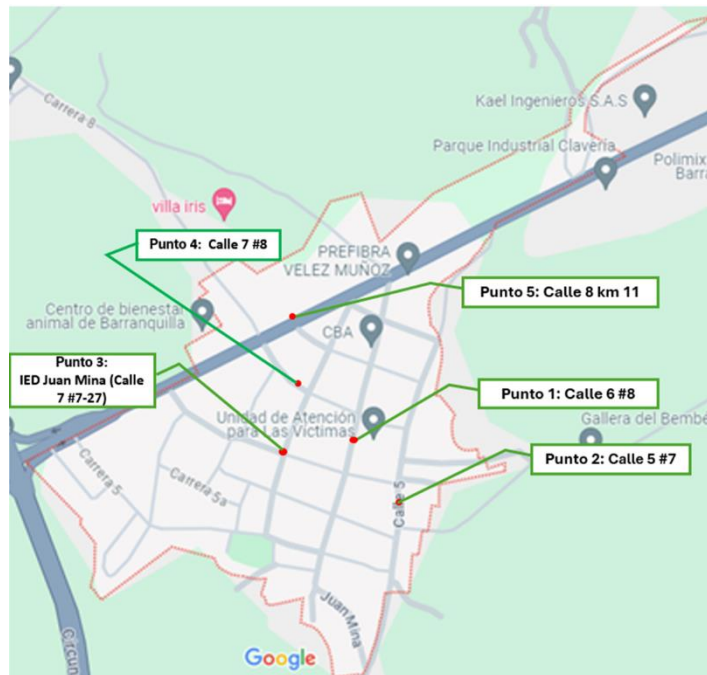 Kael Ingenieros S.A.S
Carrera 8
Parque Industrial Clavería
Polimix
Barra
villa iris
Punto 4: Calle 7 #8
PREFIBRA
VELEZ MUÑOZ
Punto 5: Calle 8 km 11
Centro de bienestar
animal de Barranquilla
CBA
Punto 3:
IED Juan Mina (Calle
7 #7-27)
Punto 1: Calle 6 #8
Unidad de Atención
para Las Víctimas
Gallera del Bembé
Punto 2: Calle 5 #7
Carrera 5
Carrera 5a
Calle 5
Juan Mina
Circun
Google